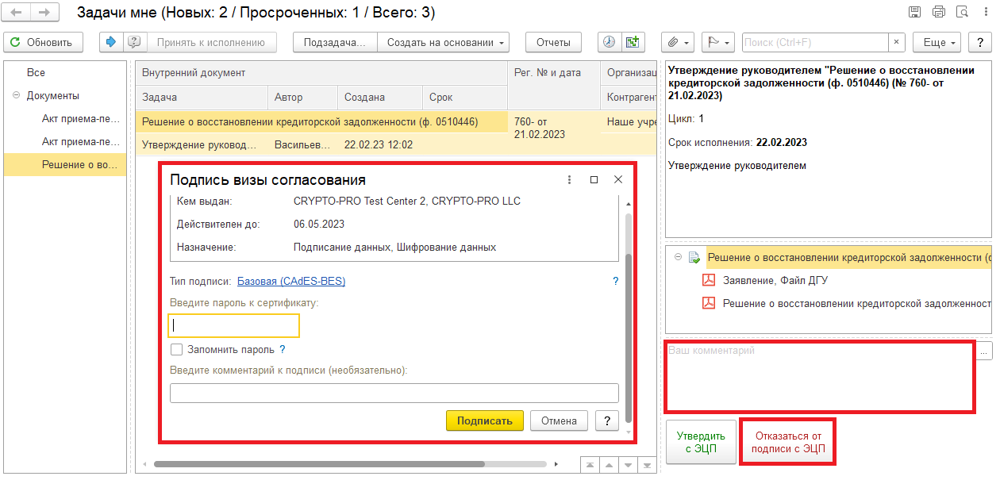 Задачи мне (Новых: 2 / Просроченных: 1 / Всего: 3)
Обновить
Принять к исполнению
Подзадача...
Создать на основании
Отчеты
Поиск (Ctrl+F)
×
Еще
?
Все
Документы
Акт приема-пе...
Акт приема-пе...
Решение о во...
Внутренний документ
Рег. № и дата
Организац
Задача
Автор
Создана
Срок
Контрагент
Решение о восстановлении кредиторской задолженности (ф. 0510446)
760- от
21.02.2023
Наше учре
Утверждение руковод...
Васильев...
22.02.23 12:02
Подпись визы согласования
Кем выдан:
CRYPTO-PRO Test Center 2, CRYPTO-PRO LLC
Действителен до:
06.05.2023
Назначение:
Подписание данных, Шифрование данных
Тип подписи: Базовая (CAdES-BES)
?
Введите пароль к сертификату:
Запомнить пароль ?
Введите комментарий к подписи (необязательно):
Подписать
Отмена
?
Утверждение руководителем "Решение о восстановлении
кредиторской задолженности (ф. 0510446) (№ 760- от
21.02.2023)
Цикл: 1
Срок исполнения: 22.02.2023
Утверждение руководителем
Решение о восстановлении кредиторской задолженности (ф
Заявление, Файл ДГУ
Решение о восстановлении кредиторской задолженност
Ваш комментарий
...
Утвердить
с ЭЦП
Отказаться от
подписи с ЭЦП